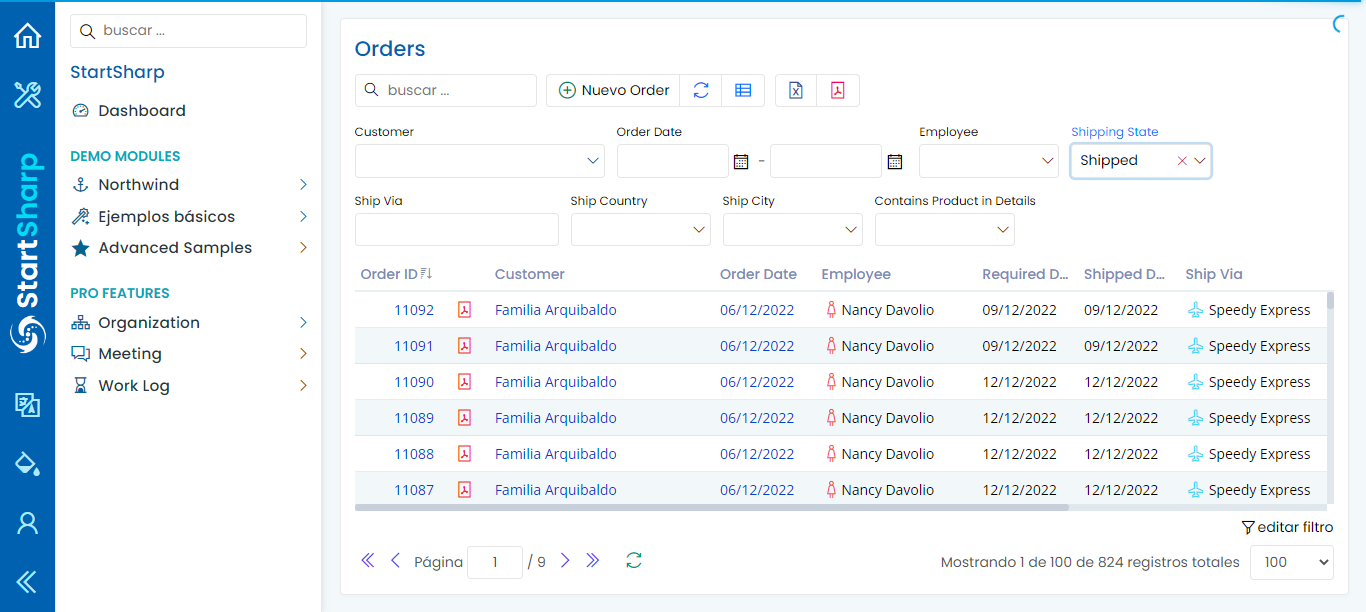 buscar ...
StartSharp
Dashboard
DEMO MODULES
Northwind
Ejemplos básicos
Advanced Samples
PRO FEATURES
Organization
Meeting
Work Log
StartSharp
Orders
buscar ...
Nuevo Order
Customer
Order Date
Employee
Shipping State
-
Shipped
Ship Via
Ship Country
Ship City
Contains Product in Details
Order ID Customer Order Date Employee Required D... Shipped D... Ship Via
11092 Familia Arquibaldo 06/12/2022 Nancy Davolio 09/12/2022 09/12/2022 Speedy Express
11091 Familia Arquibaldo 06/12/2022 Nancy Davolio 09/12/2022 09/12/2022 Speedy Express
11090 Familia Arquibaldo 06/12/2022 Nancy Davolio 12/12/2022 12/12/2022 Speedy Express
11089 Familia Arquibaldo 06/12/2022 Nancy Davolio 12/12/2022 12/12/2022 Speedy Express
11088 Familia Arquibaldo 06/12/2022 Nancy Davolio 12/12/2022 12/12/2022 Speedy Express
11087 Familia Arquibaldo 06/12/2022 Nancy Davolio 12/12/2022 12/12/2022 Speedy Express
editar filtro
Página 1 / 9
Mostrando 1 de 100 de 824 registros totales 100